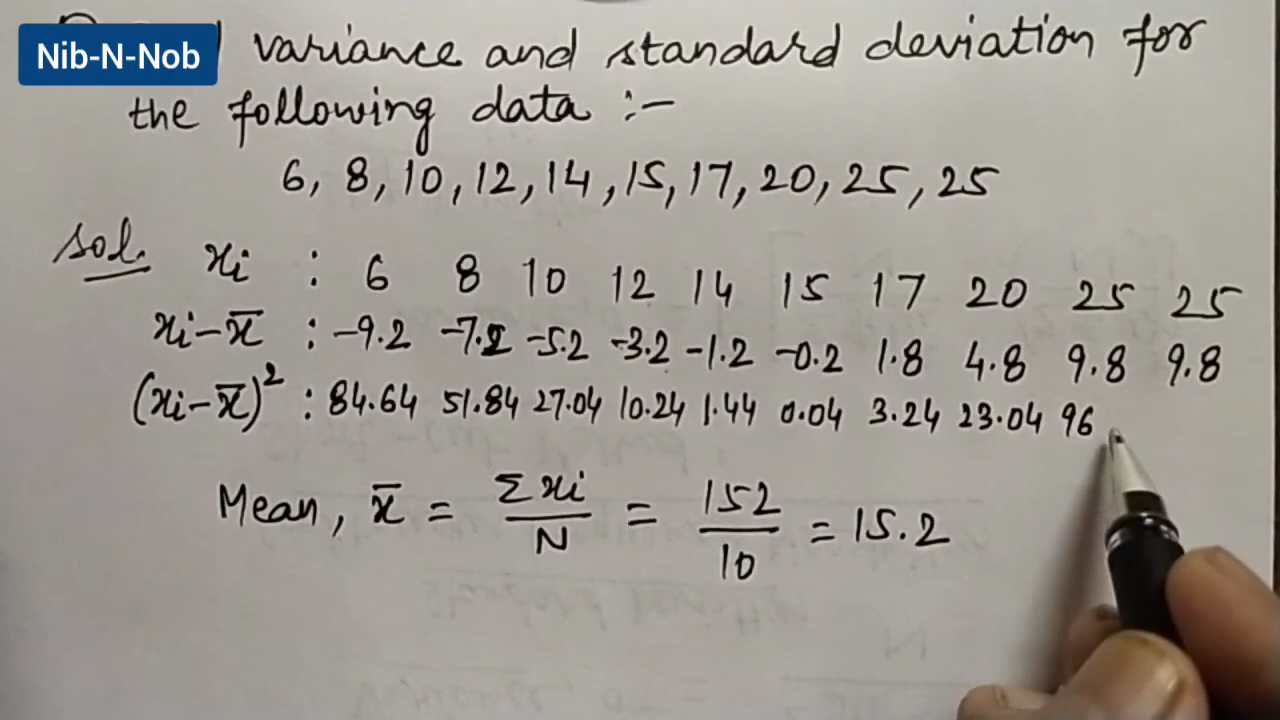 Nib-N-Nob
variance and standard deviation for
the following data :-
6, 8, 10, 12, 14, 15, 17, 20, 25, 25
Sol. xi : 6 8 10 12 14 15 17 20 25 25
xi-x̄ : -9.2 -7.2 -5.2 -3.2 -1.2 -0.2 1.8 4.8 9.8 9.8
(xi-x̄)² : 84.64 51.84 27.04 10.24 1.44 0.04 3.24 23.04 96
Mean, x̄ = Σxi/N = 152/10 = 15.2